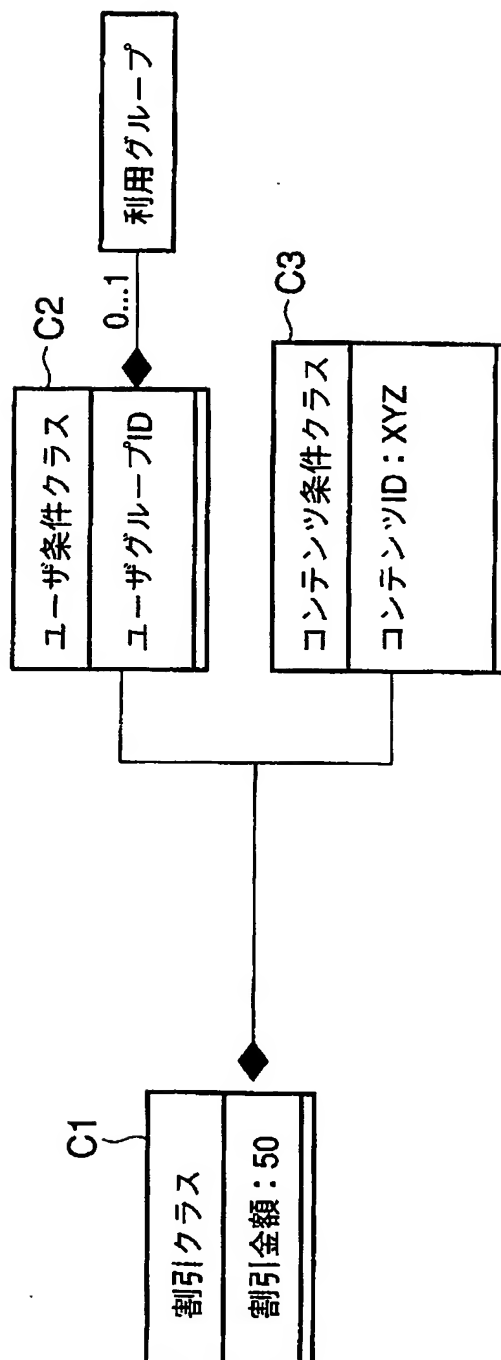 C1
割引クラス
割引金額：50
C2
ユーザ条件クラス
ユーザグループID
0...1
利用グループ
C3
コンテンツ条件クラス
コンテンツID：XYZ